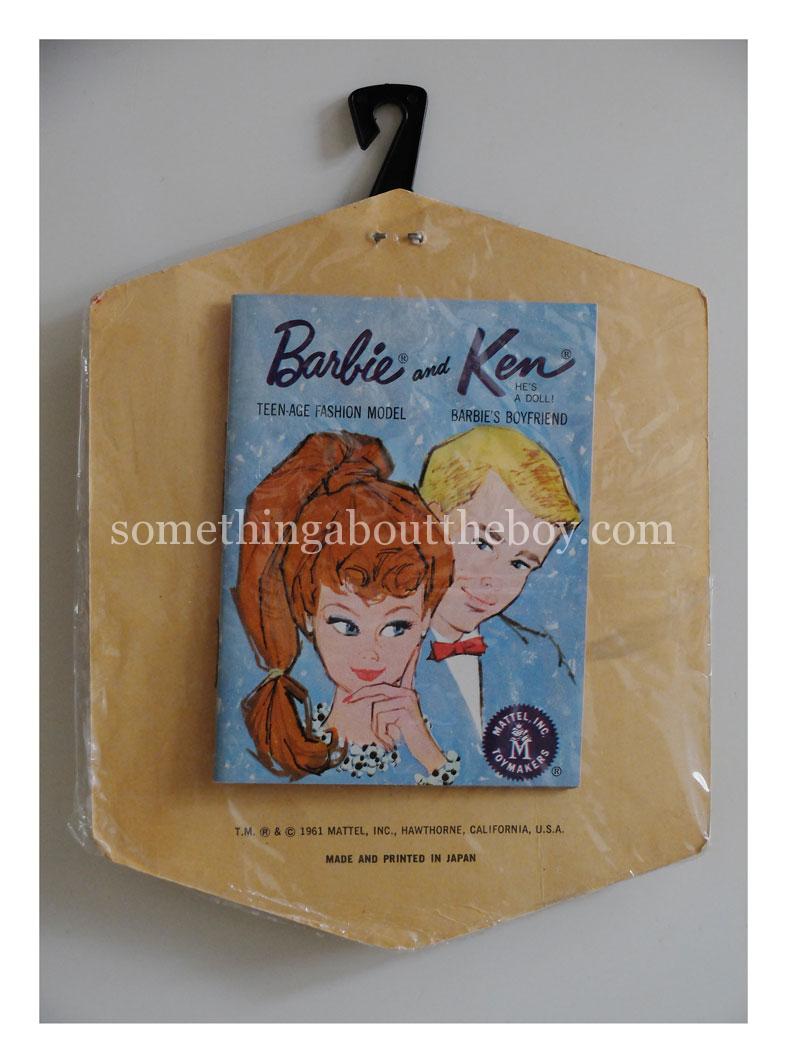 Barbie® and Ken®
HE'S
A DOLL!
TEEN-AGE FASHION MODEL
BARBIE'S BOYFRIEND
somethingabouttheboy.com
MATTEL, INC.
M
TOYMAKERS
®
T.M. ® & © 1961 MATTEL, INC., HAWTHORNE, CALIFORNIA, U.S.A.
MADE AND PRINTED IN JAPAN